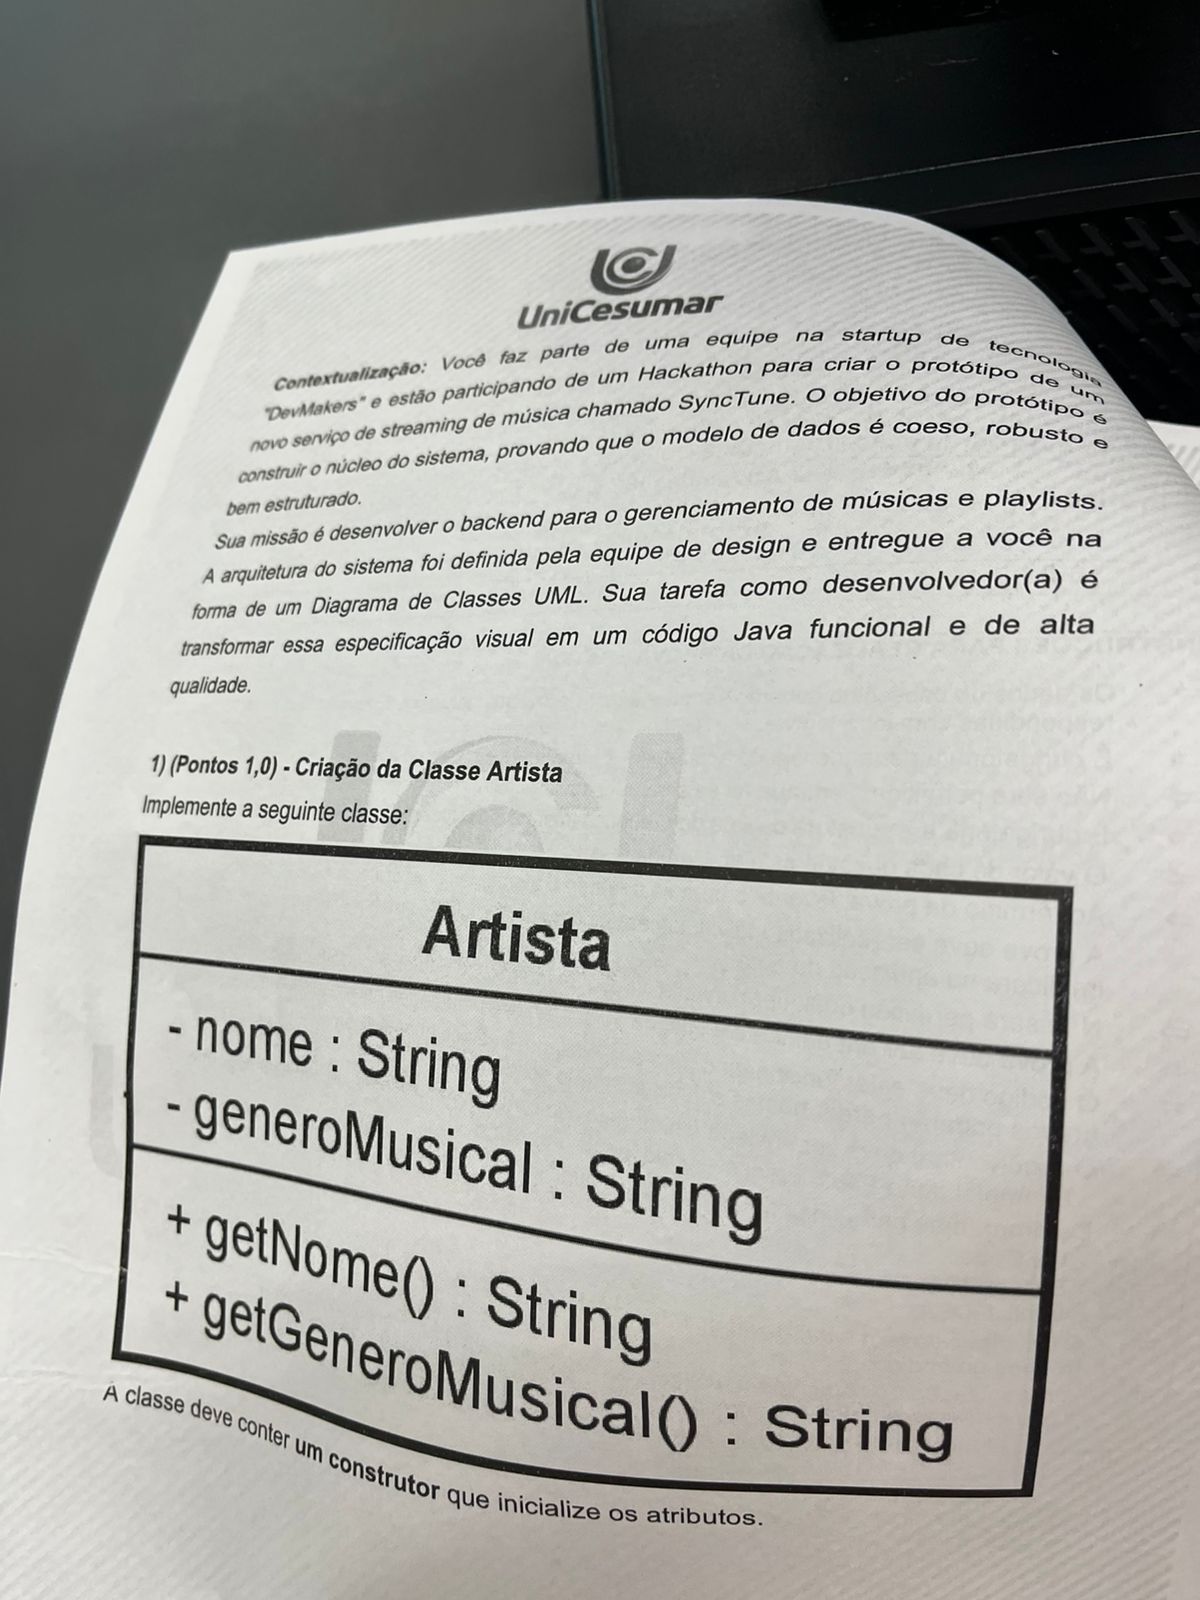 UniCesumar
Contextualização: Você faz parte de uma equipe na startup de tecnologia
"DevMakers" e estão participando de um Hackathon para criar o protótipo de um
novo serviço de streaming de música chamado SyncTune. O objetivo do protótipo é
construir o núcleo do sistema, provando que o modelo de dados é coeso, robusto e
bem estruturado.
Sua missão é desenvolver o backend para o gerenciamento de músicas e playlists.
A arquitetura do sistema foi definida pela equipe de design e entregue a você na
forma de um Diagrama de Classes UML. Sua tarefa como desenvolvedor(a) é
transformar essa especificação visual em um código Java funcional e de alta
qualidade.
1) (Pontos 1,0) - Criação da Classe Artista
Implemente a seguinte classe:
Artista
- nome : String
- generoMusical : String
+ getNome() : String
+ getGeneroMusical() : String
A classe deve conter um construtor que inicialize os atributos.